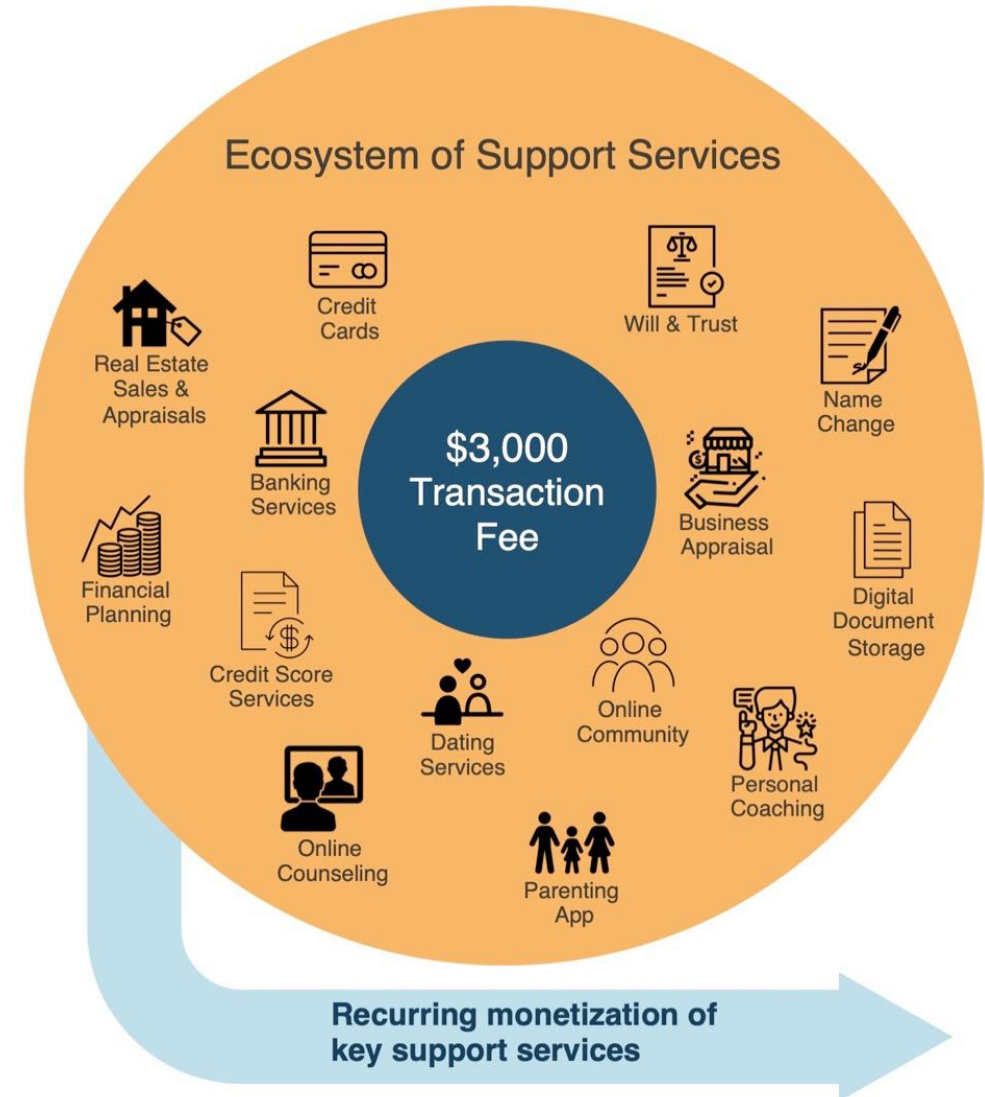 Ecosystem of Support Services
Credit
Cards
Will & Trust
Real Estate
Sales &
Appraisals
Name
Change
Banking
Services
$3,000
Transaction
Fee
Business
Appraisal
Financial
Planning
Digital
Document
Storage
Credit Score
Services
Dating
Services
Online
Community
Personal
Coaching
Online
Counseling
Parenting
App
Recurring monetization of
key support services